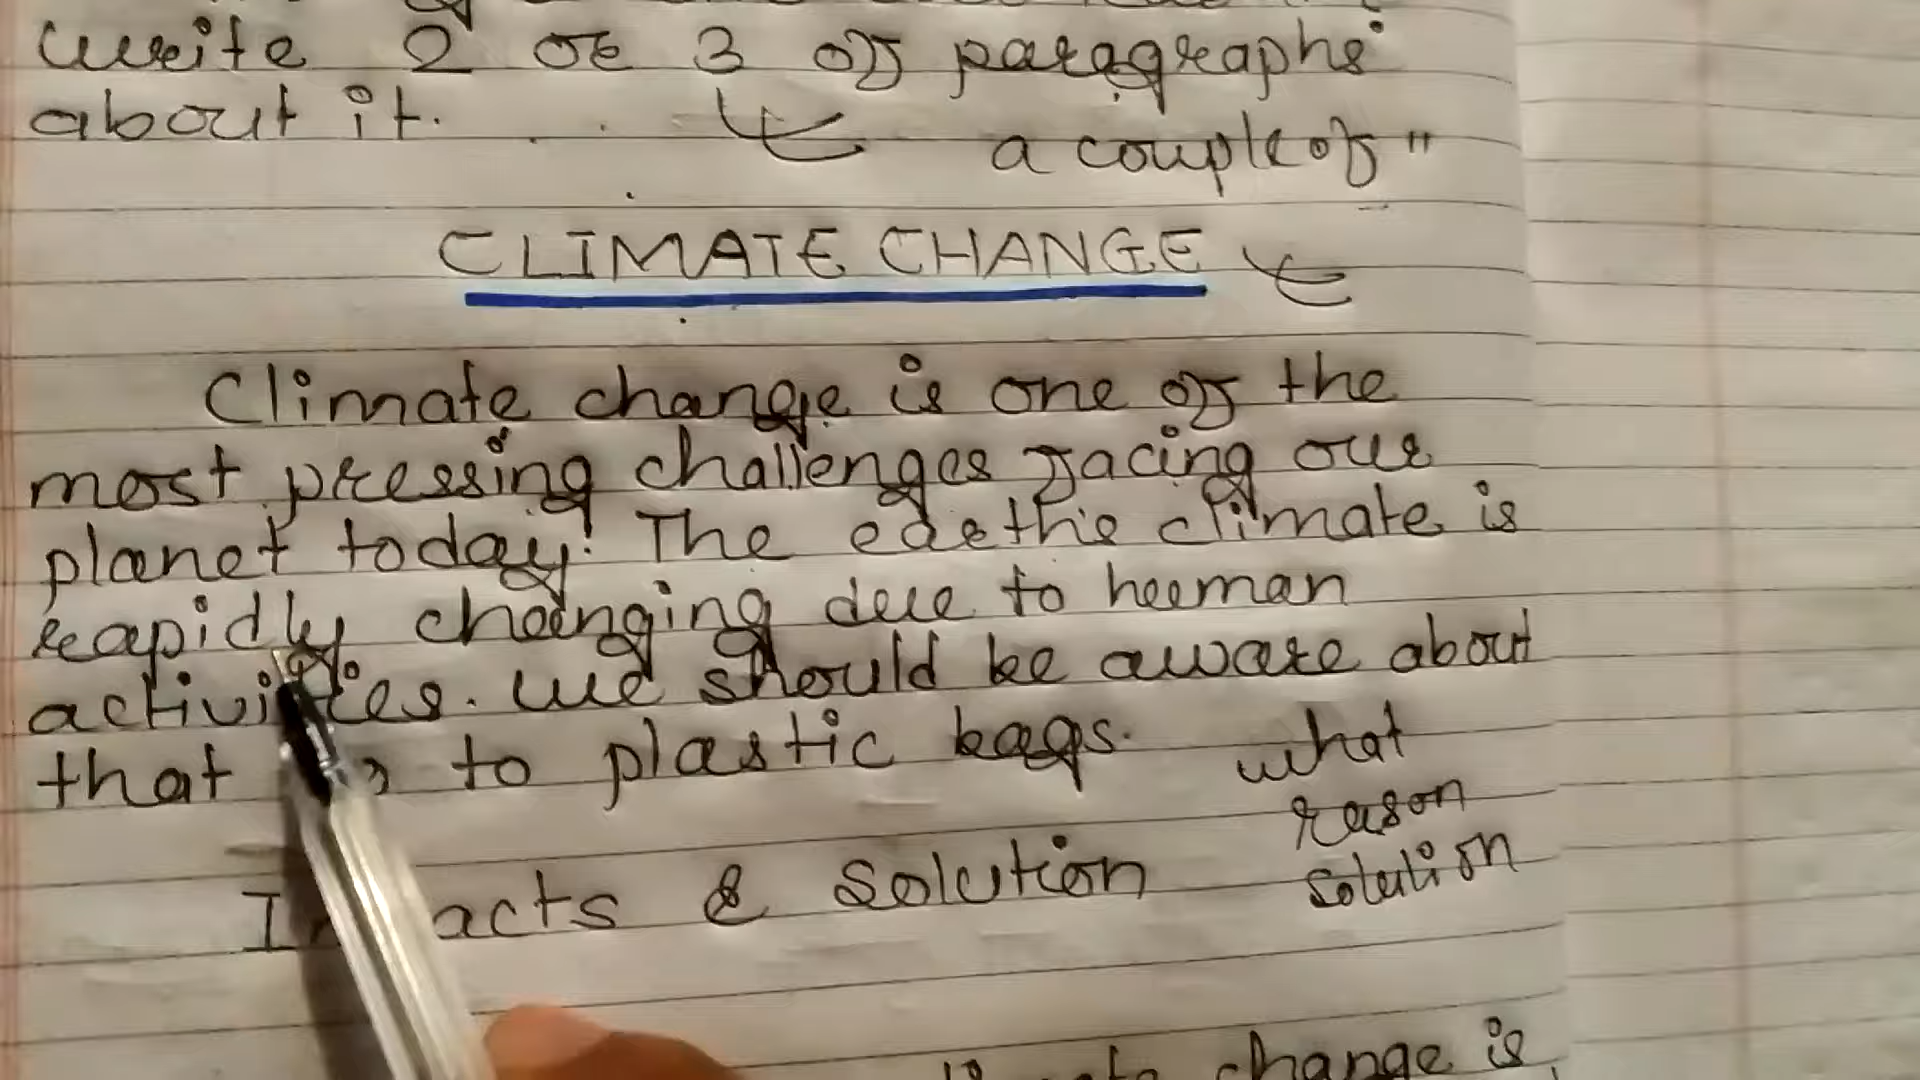 write 2 or 3 of paragraphs
about it.
a couple of "
CLIMATE CHANGE
Climate change is one of the
most pressing challenges facing our
planet today! The earth's climate is
rapidly changing due to human
activities. We should be aware about
that to plastic bags.
what
reason
solution
& Solution
change is